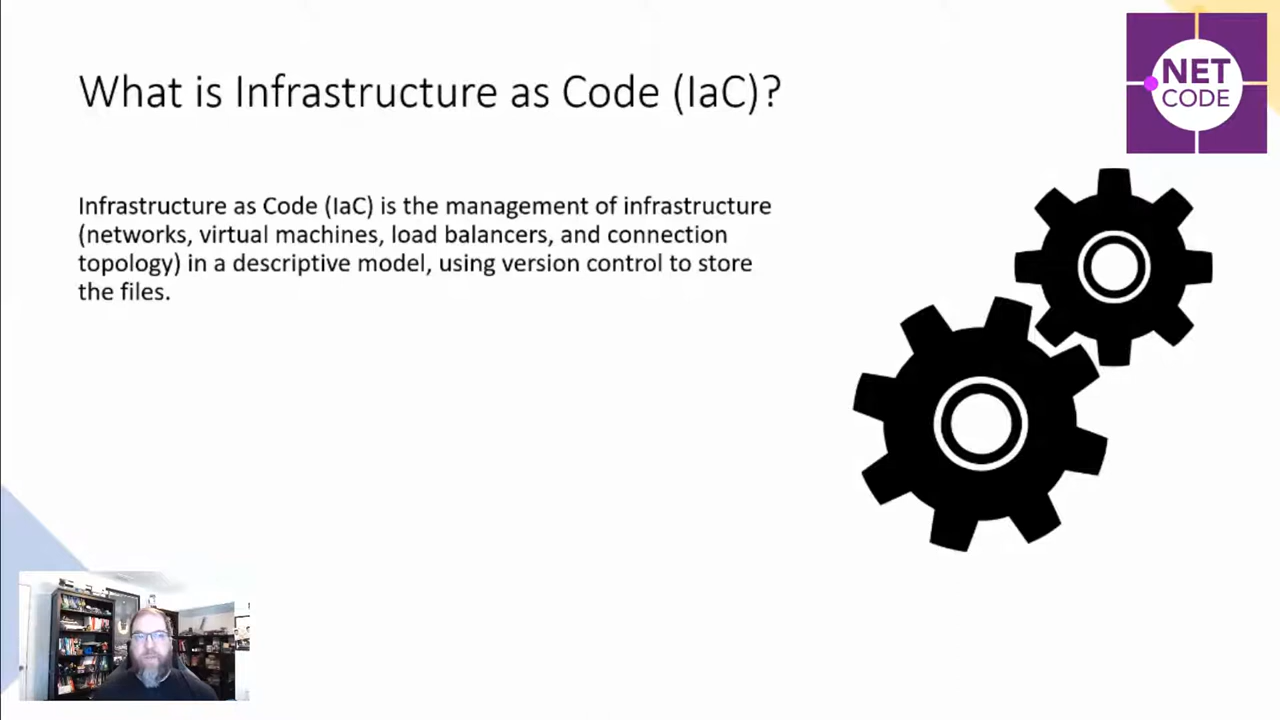 What is Infrastructure as Code (IaC)?
NET
CODE
Infrastructure as Code (IaC) is the management of infrastructure
(networks, virtual machines, load balancers, and connection
topology) in a descriptive model, using version control to store
the files.